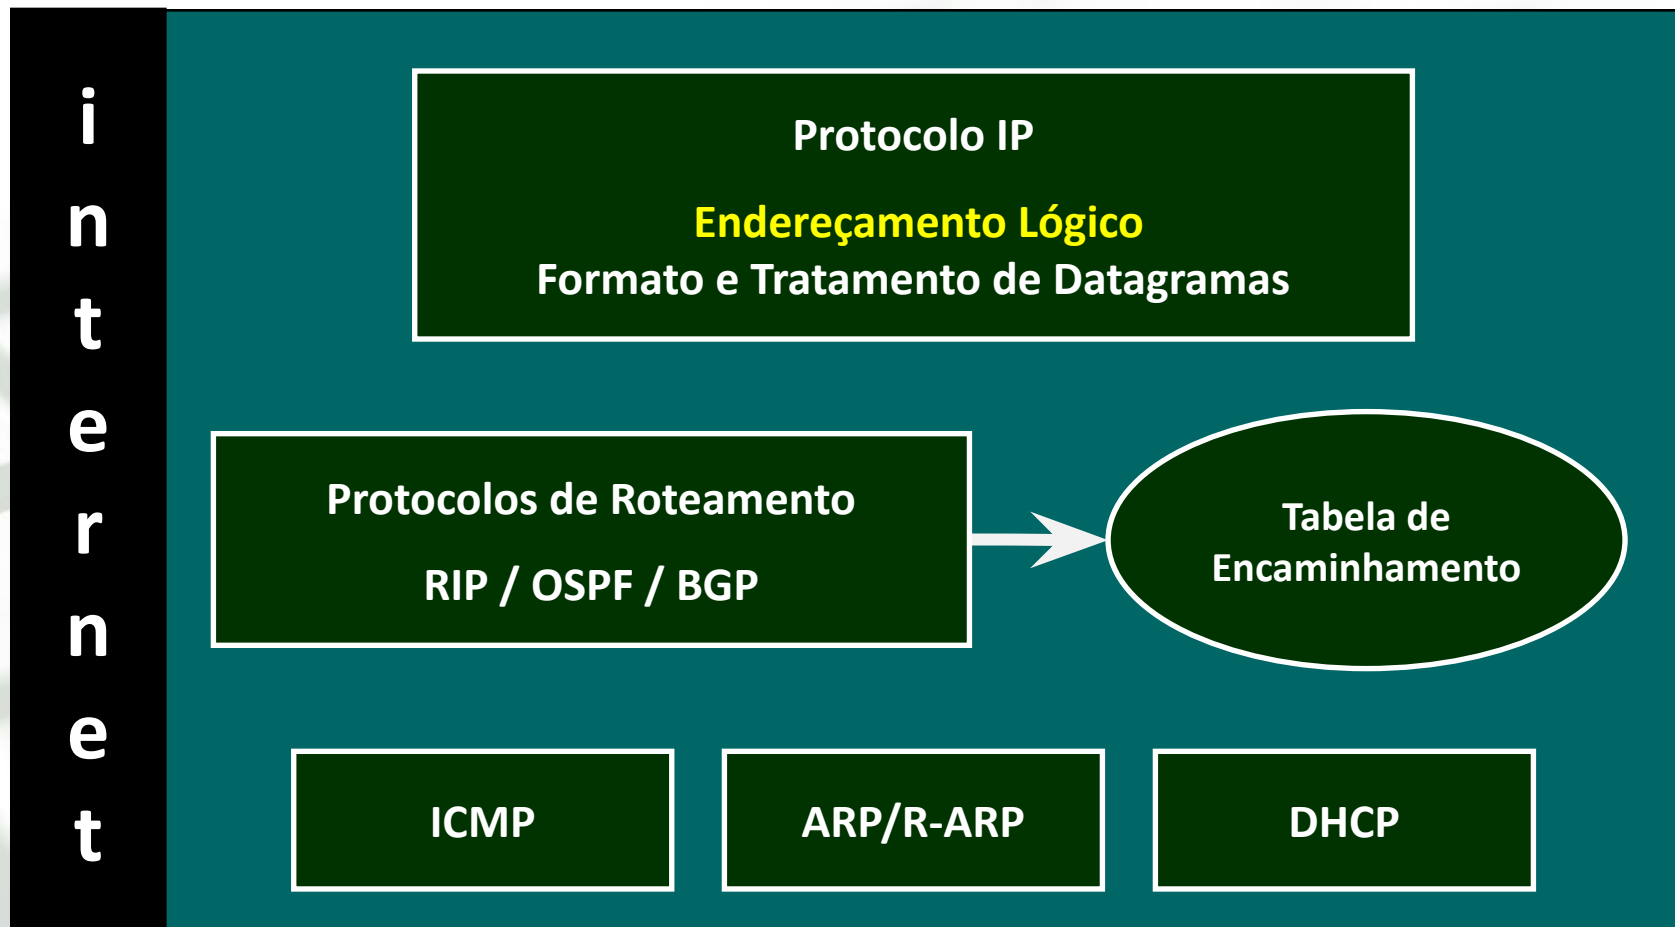 internet
Protocolo IP
Endereçamento Lógico
Formato e Tratamento de Datagramas
Protocolos de Roteamento
RIP / OSPF / BGP
Tabela de
Encaminhamento
ICMP
ARP/R-ARP
DHCP